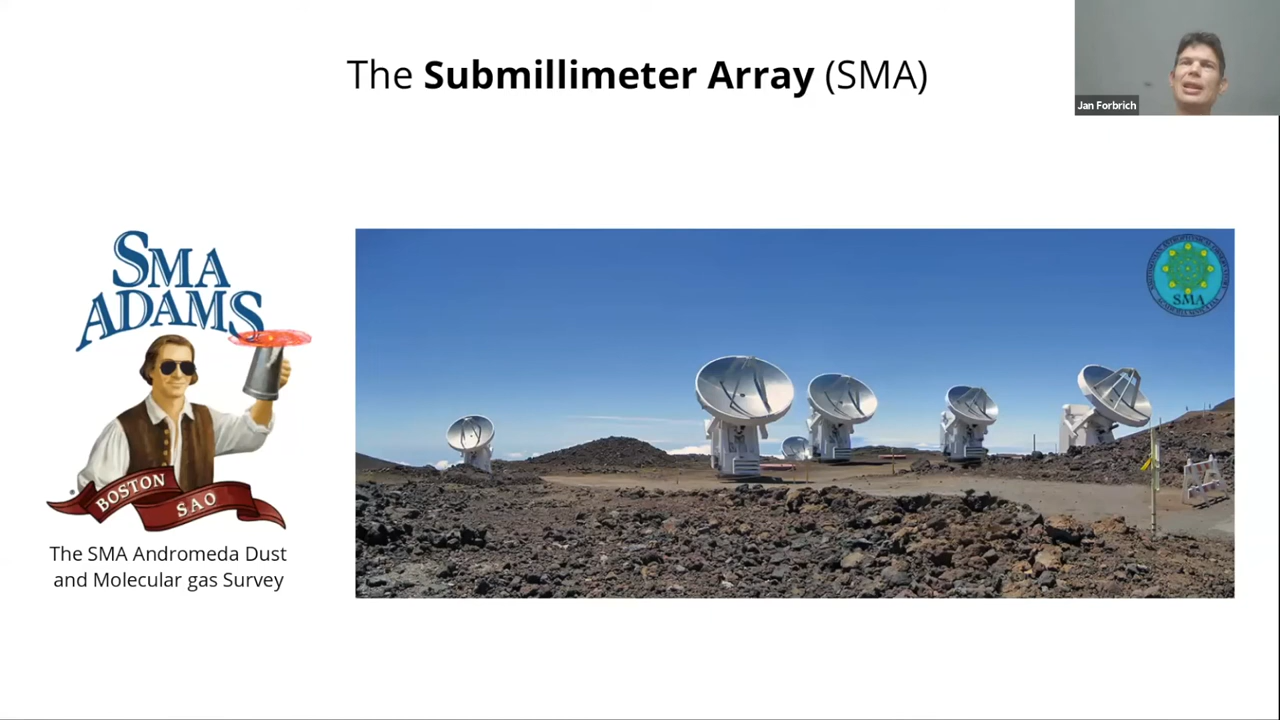 The Submillimeter Array (SMA)
Jan Forbrich
SMA
ADAMS
BOSTON
SAO
The SMA Andromeda Dust
and Molecular gas Survey
SMA